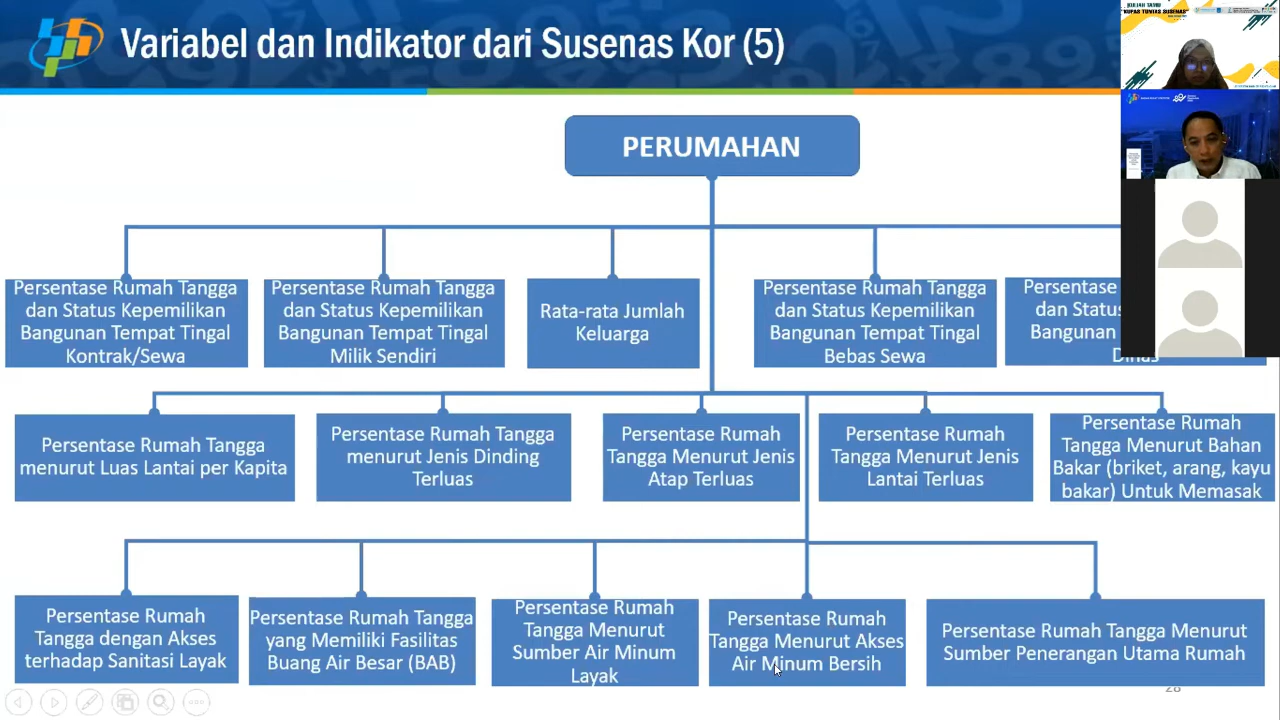 Variabel dan Indikator dari Susenas Kor (5)
KULIAH TAMU
"KUPAS TUNTAS SUSENAS"
PERUMAHAN
Persentase Rumah Tangga
dan Status Kepemilikan
Bangunan Tempat Tingal
Kontrak/Sewa
Persentase Rumah Tangga
dan Status Kepemilikan
Bangunan Tempat Tingal
Milik Sendiri
Rata-rata Jumlah
Keluarga
Persentase Rumah Tangga
dan Status Kepemilikan
Bangunan Tempat Tingal
Bebas Sewa
Persentase
dan Status
Bangunan
Dinas
Persentase Rumah Tangga
menurut Luas Lantai per Kapita
Persentase Rumah Tangga
menurut Jenis Dinding
Terluas
Persentase Rumah
Tangga Menurut Jenis
Atap Terluas
Persentase Rumah
Tangga Menurut Jenis
Lantai Terluas
Persentase Rumah
Tangga Menurut Bahan
Bakar (briket, arang, kayu
bakar) Untuk Memasak
Persentase Rumah
Tangga dengan Akses
terhadap Sanitasi Layak
Persentase Rumah Tangga
yang Memiliki Fasilitas
Buang Air Besar (BAB)
Persentase Rumah
Tangga Menurut
Sumber Air Minum
Layak
Persentase Rumah
Tangga Menurut Akses
Air Minum Bersih
Persentase Rumah Tangga Menurut
Sumber Penerangan Utama Rumah
28